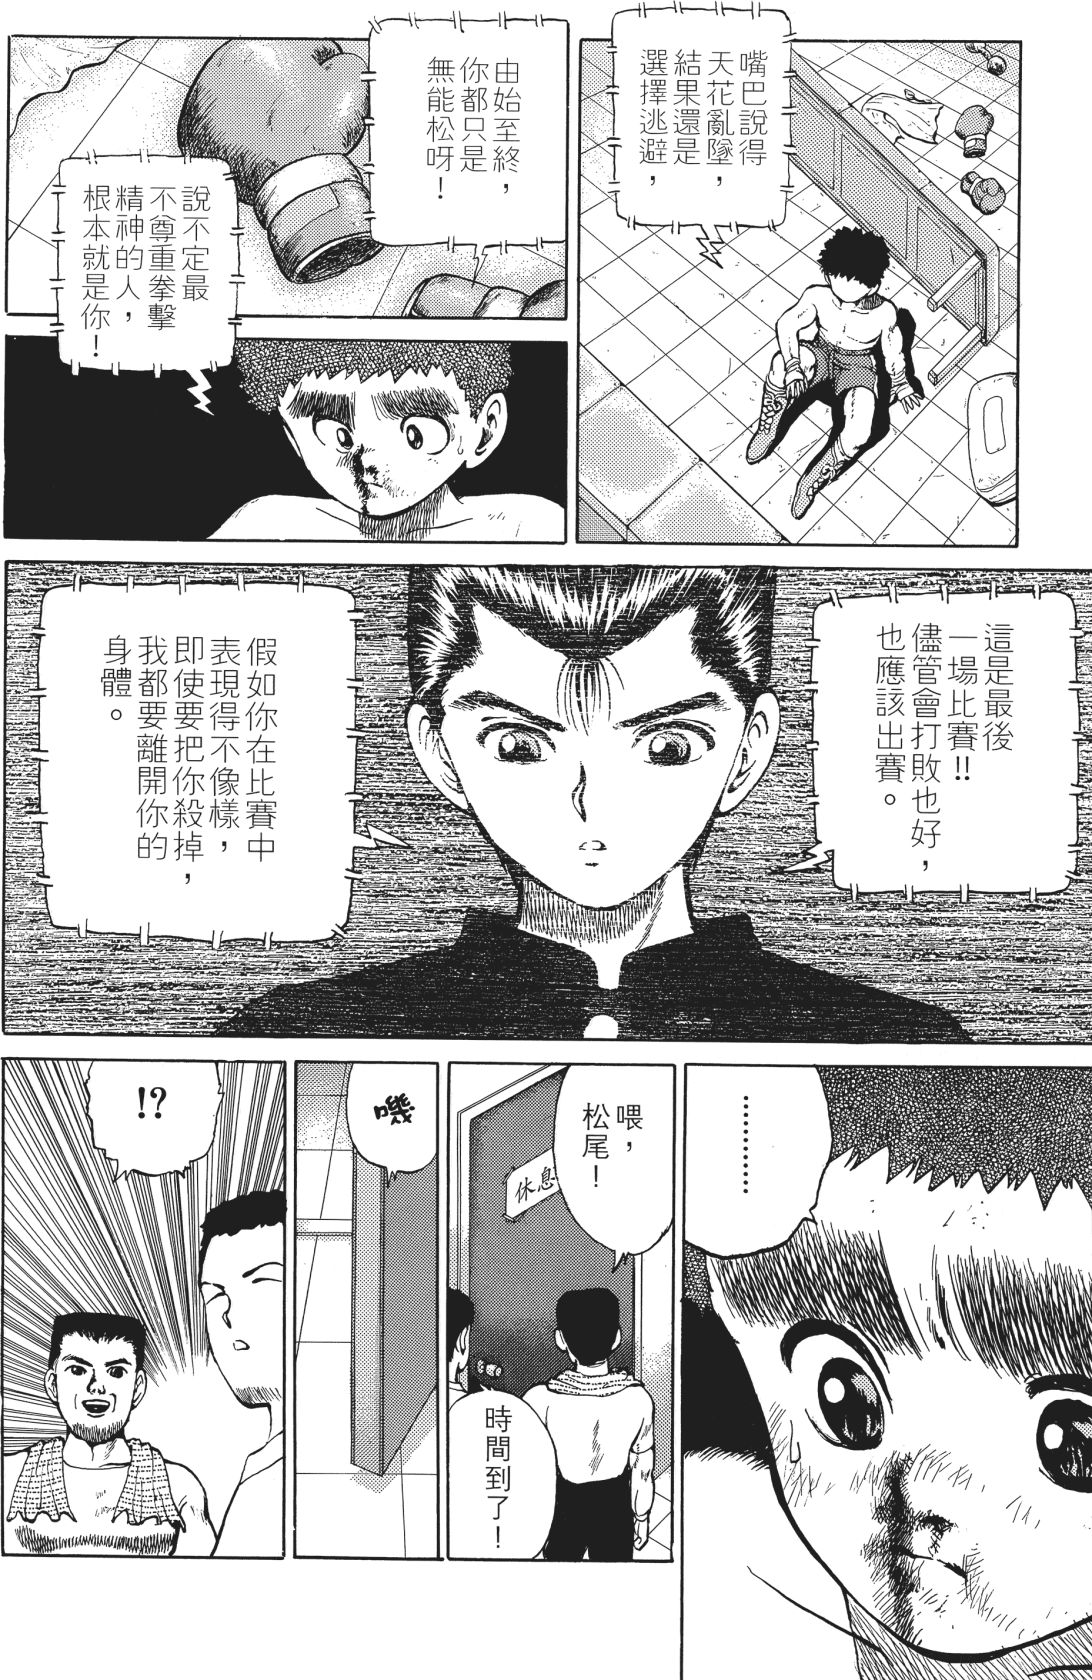 嘴巴說得
天花亂墜，
結果還是
選擇逃避，
由始至終，
你都只是
無能松呀！
說不定最
不尊重拳擊
精神的人，
根本就是你！
這是最後
一場比賽!!
儘管會打敗也好，
也應該出賽。
假如你在比賽中
表現得不像樣，
即使要把你殺掉，
我都要離開你的
身體。
…………
喂，
松尾！
休息
時間到了！
嘰
!?